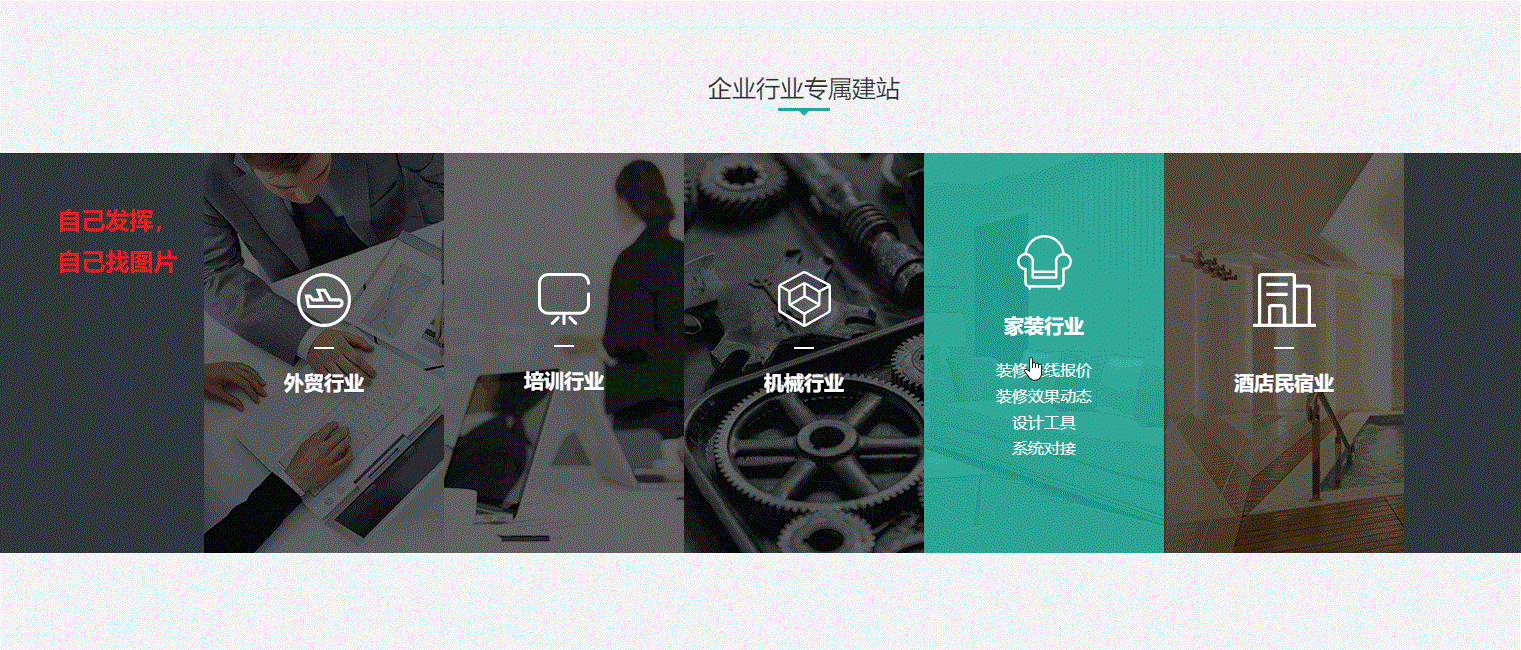 企业行业专属建站
自己发挥，
自己找图片
外贸行业
培训行业
机械行业
家装行业
装修在线报价
装修效果动态
设计工具
系统对接
酒店民宿业